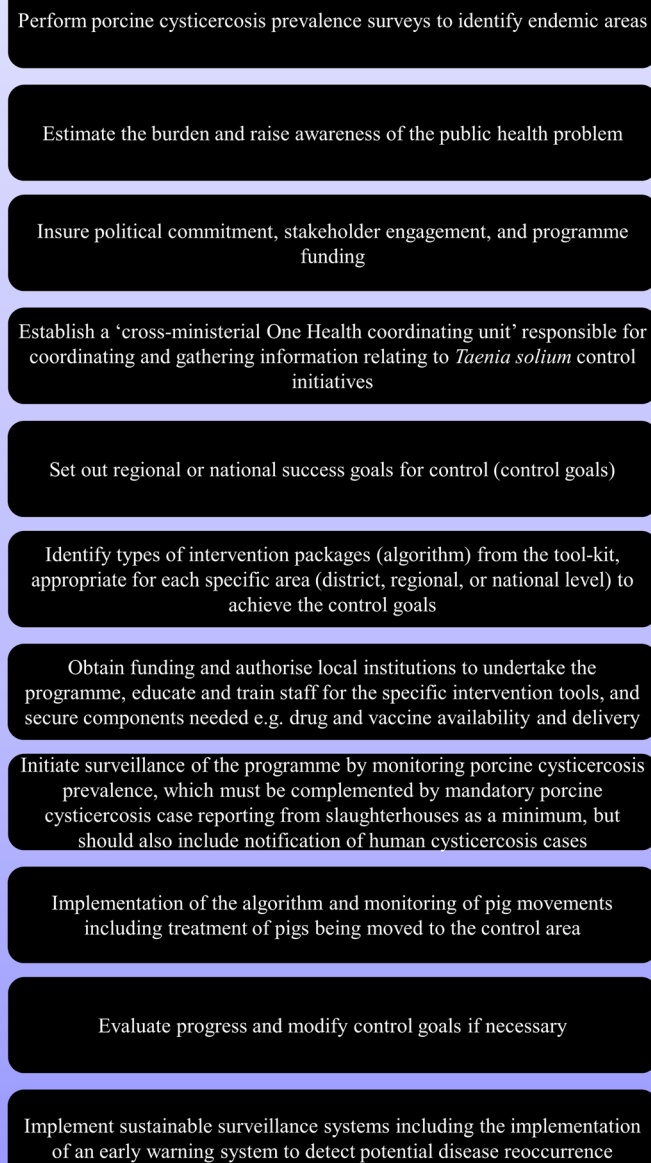 Perform porcine cysticercosis prevalence surveys to identify endemic areas
Estimate the burden and raise awareness of the public health problem
Insure political commitment, stakeholder engagement, and programme
funding
Establish a ‘cross-ministerial One Health coordinating unit’ responsible for
coordinating and gathering information relating to Taenia solium control
initiatives
Set out regional or national success goals for control (control goals)
Identify types of intervention packages (algorithm) from the tool-kit,
appropriate for each specific area (district, regional, or national level) to
achieve the control goals
Obtain funding and authorise local institutions to undertake the
programme, educate and train staff for the specific intervention tools, and
secure components needed e.g. drug and vaccine availability and delivery
Initiate surveillance of the programme by monitoring porcine cysticercosis
prevalence, which must be complemented by mandatory porcine
cysticercosis case reporting from slaughterhouses as a minimum, but
should also include notification of human cysticercosis cases
Implementation of the algorithm and monitoring of pig movements
including treatment of pigs being moved to the control area
Evaluate progress and modify control goals if necessary
Implement sustainable surveillance systems including the implementation
of an early warning system to detect potential disease reoccurrence